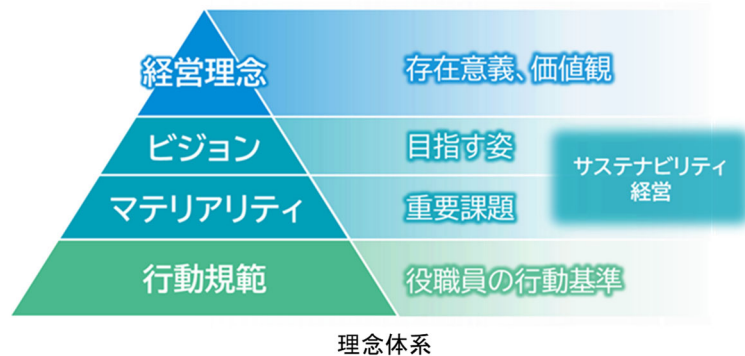 経営理念
存在意義、価値観
ビジョン
目指す姿
マテリアリティ
重要課題
サステナビリティ
経営
行動規範
役職員の行動基準
理念体系